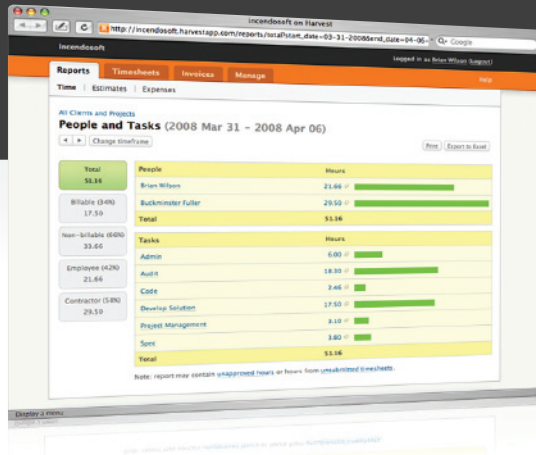 incendosoft on Harvest
http://incendosoft.harvestapp.com/reports/total?start_date=03-31-2008&end_date=04-06-
Google
incendosoft
Logged in as Brian Wilson (Logout)
Reports Timesheets Invoices Manage
Help
Time | Estimates | Expenses
All Clients and Projects
People and Tasks (2008 Mar 31 - 2008 Apr 06)
Change timeframe
Print Export to Excel
Total
51.16
Billable (34%)
17.50
Non-billable (66%)
33.66
Employee (42%)
21.66
Contractor (58%)
29.50
People Hours
Brian Wilson 21.66
Buckminster Fuller 29.50
Total 51.16
Tasks Hours
Admin 6.00
Audit 18.30
Code 2.46
Develop Solution 17.50
Project Management 3.10
Spec 3.80
Total 51.16
Note: report may contain unapproved hours or hours from unsubmitted timesheets.
Display a menu